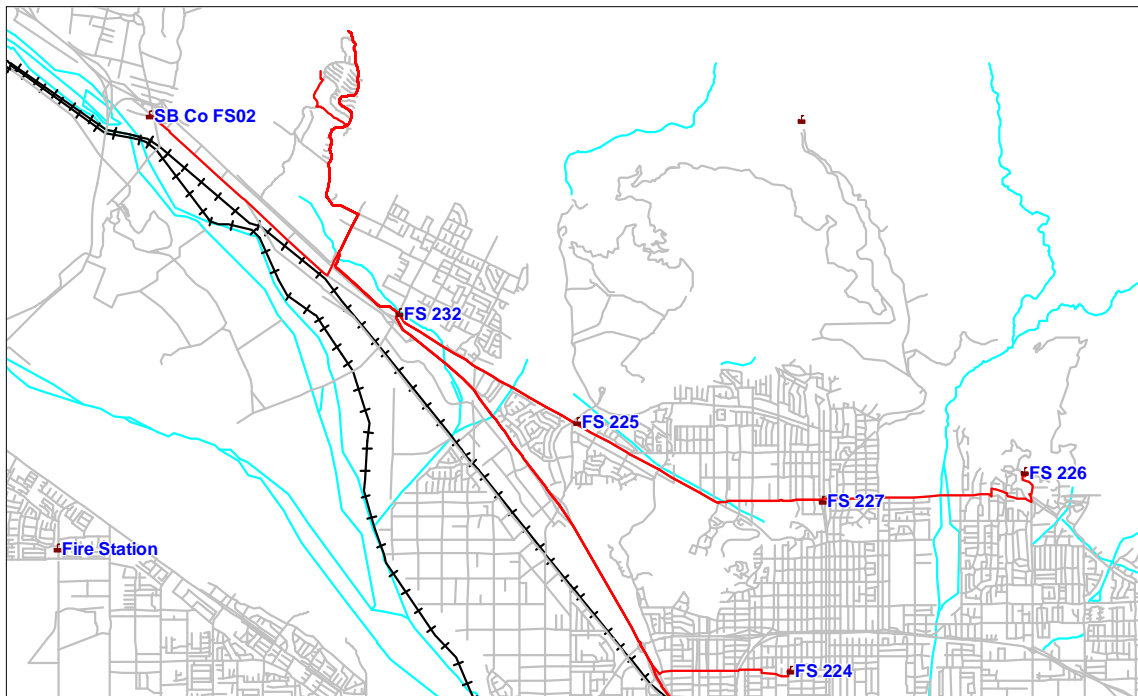 SB Co FS02
FS 232
FS 225
FS 226
FS 227
Fire Station
FS 224